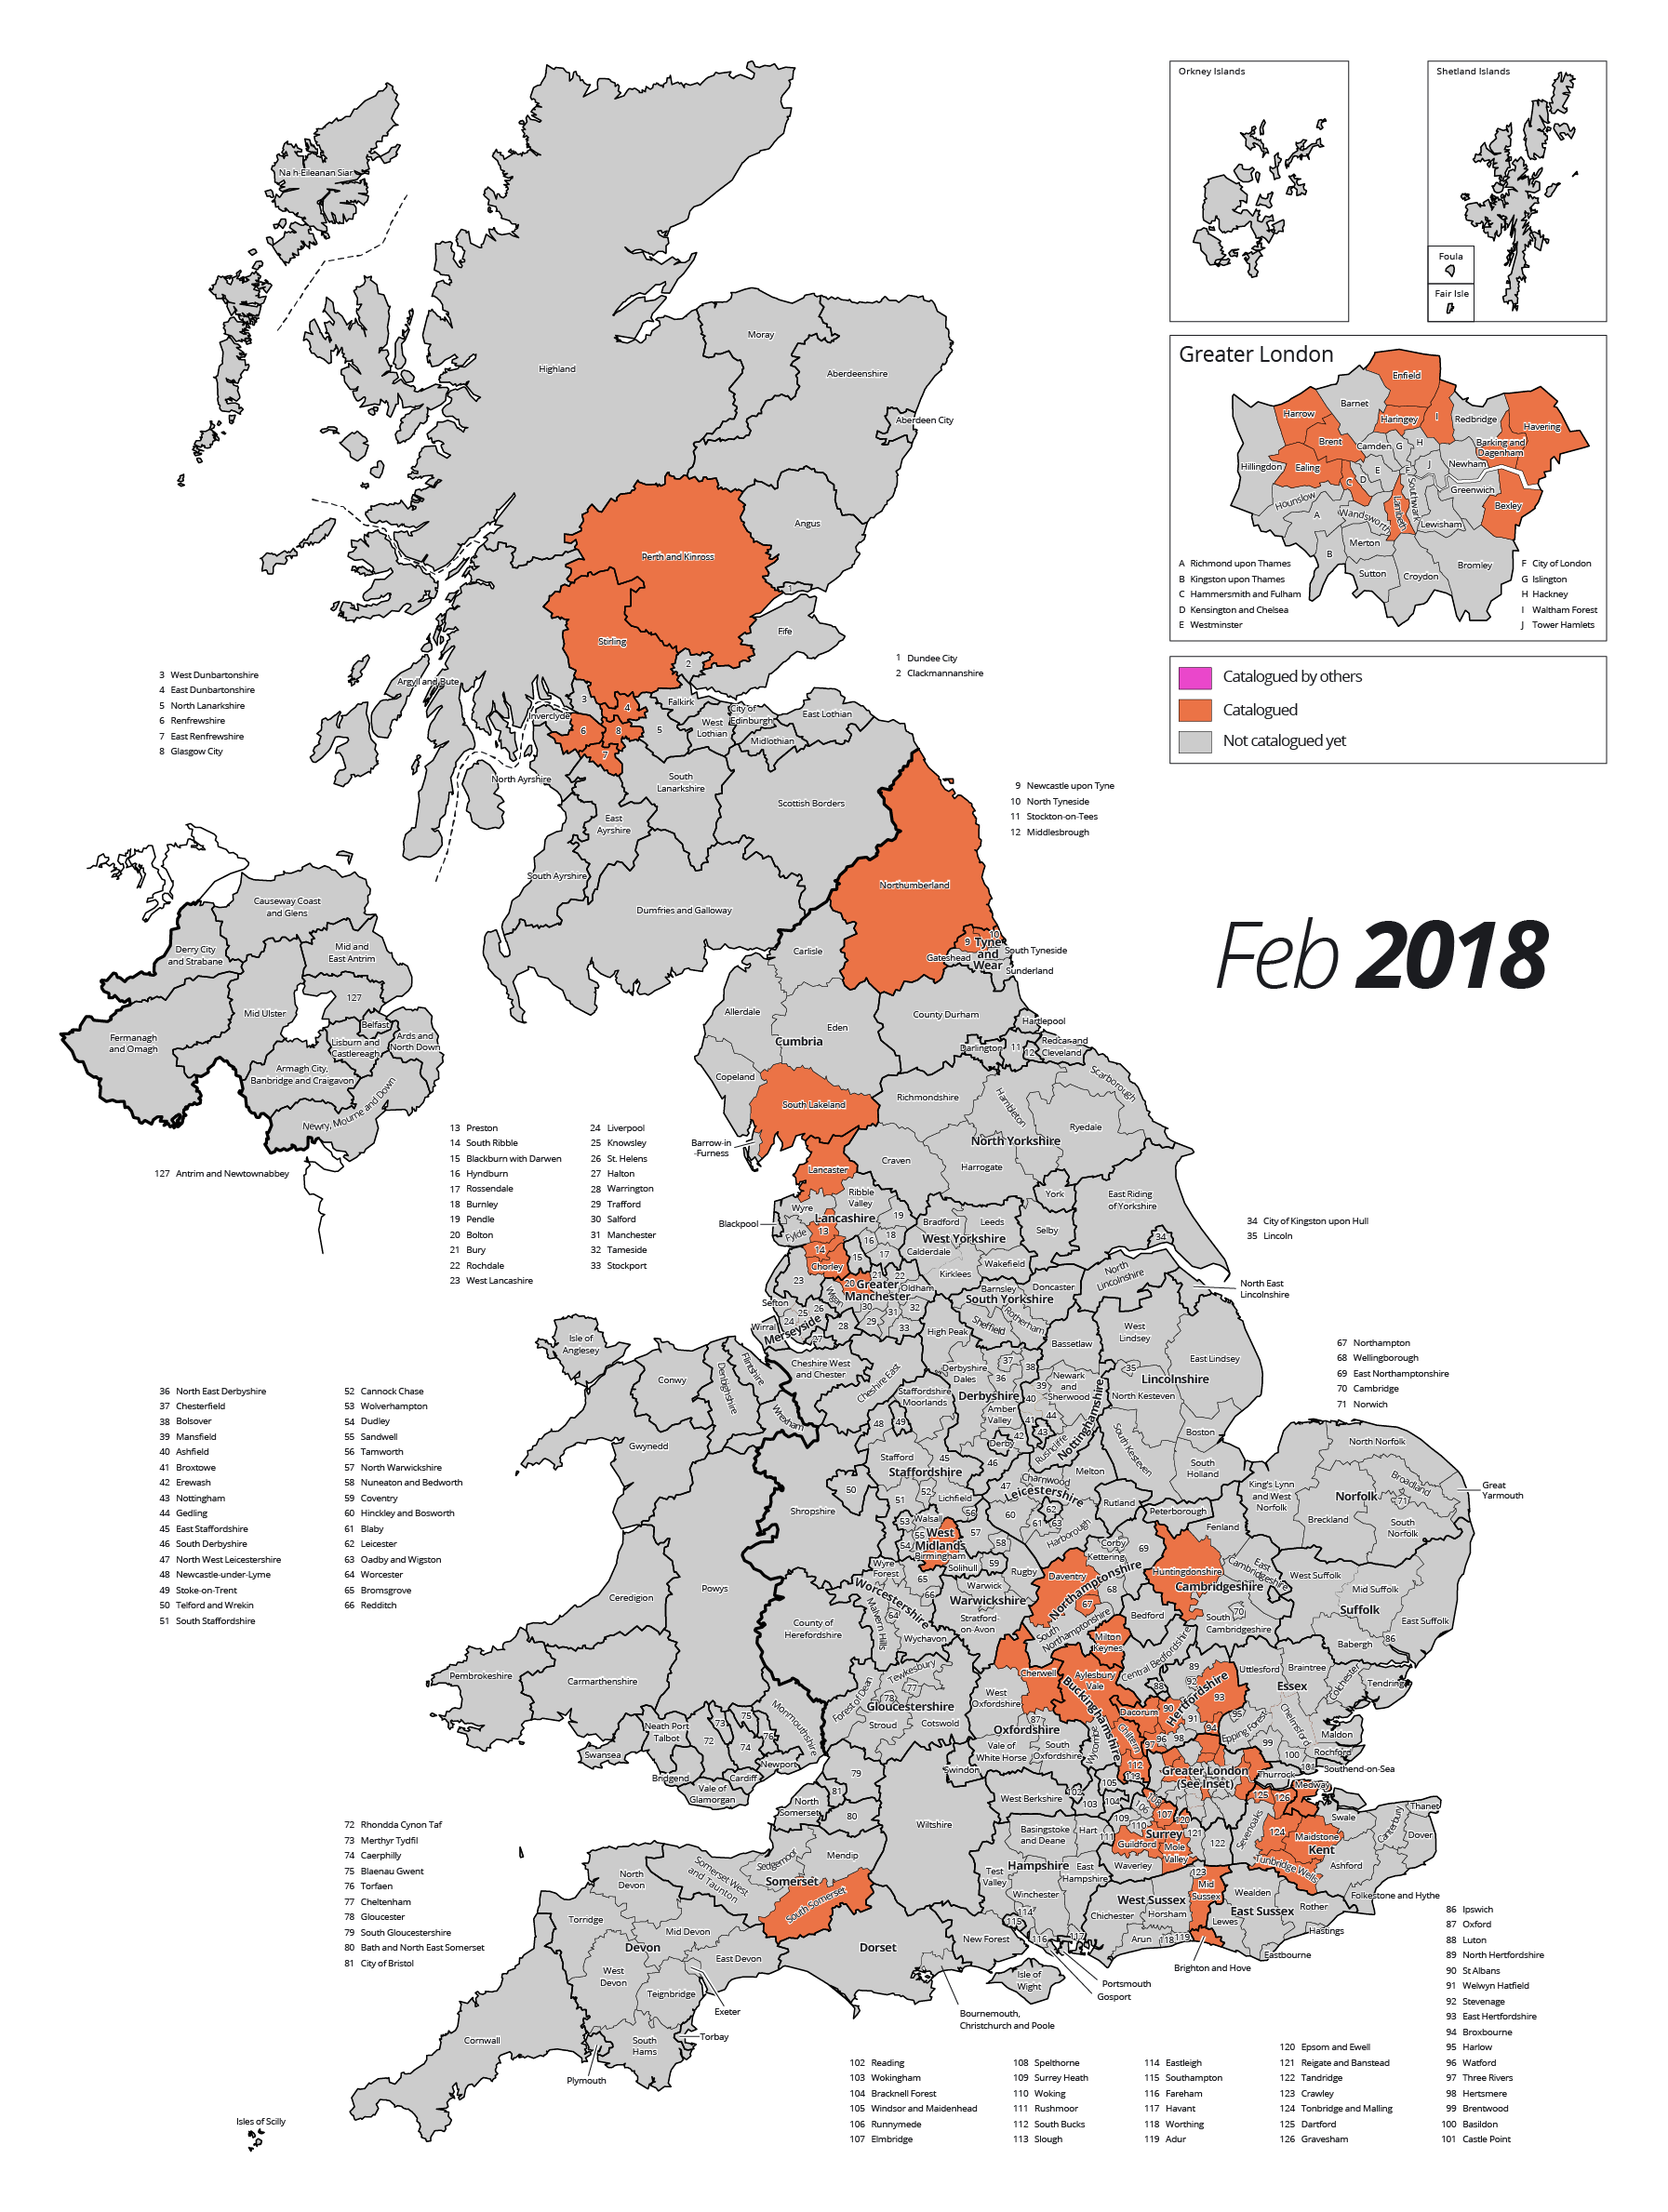 Orkney Islands
Shetland Islands
Foula
Fair Isle
Na h-Eileanan Siar
Highland
Moray
Aberdeenshire
Aberdeen City
Perth and Kinross
Angus
1
Stirling
Fife
2
Argyll and Bute
3
4
Falkirk
Inverclyde
6
8
5
7
West
Lothian
City of
Edinburgh
East Lothian
Midlothian
North Ayrshire
South
Lanarkshire
Scottish Borders
East
Ayrshire
South Ayrshire
Dumfries and Galloway
Greater London
Enfield
Barnet
Harrow
Haringey
I
Redbridge
Havering
Brent
Camden
G
H
Barking and
Dagenham
Hillingdon
Ealing
E
F
J
Newham
C
D
Hounslow
Southwark
Greenwich
Bexley
A
Wandsworth
Lambeth
Lewisham
B
Merton
Sutton
Croydon
Bromley
A Richmond upon Thames
B Kingston upon Thames
C Hammersmith and Fulham
D Kensington and Chelsea
E Westminster
F City of London
G Islington
H Hackney
I Waltham Forest
J Tower Hamlets
Catalogued by others
Catalogued
Not catalogued yet
1 Dundee City
2 Clackmannanshire
3 West Dunbartonshire
4 East Dunbartonshire
5 North Lanarkshire
6 Renfrewshire
7 East Renfrewshire
8 Glasgow City
9 Newcastle upon Tyne
10 North Tyneside
11 Stockton-on-Tees
12 Middlesbrough
Feb 2018
Causeway Coast
and Glens
Derry City
and Strabane
Mid and
East Antrim
Mid Ulster
127
Fermanagh
and Omagh
Belfast
Lisburn and
Castlereagh
Ards and
North Down
Armagh City,
Banbridge and Craigavon
Newry, Mourne and Down
127 Antrim and Newtownabbey
Northumberland
Carlisle
9
10
Tyne
and
Wear
South Tyneside
Gateshead
Sunderland
Allerdale
Eden
Cumbria
County Durham
Hartlepool
Darlington
11
12
Redcar and
Cleveland
Copeland
South Lakeland
Barrow-in
-Furness
Richmondshire
Hambleton
Scarborough
Ryedale
North Yorkshire
Craven
Harrogate
York
East Riding
of Yorkshire
Selby
34
Lancaster
Wyre
Ribble
Valley
Lancashire
Blackpool
Fylde
13
14
Chorley
15
16
17
18
19
Bradford
Leeds
West Yorkshire
Calderdale
Kirklees
Wakefield
20
21
22
23
Greater
Manchester
Oldham
Wigan
30
29
31
32
33
Sefton
Wirral
24
25
26
Merseyside
27
28
Barnsley
Doncaster
South Yorkshire
Sheffield
Rotherham
North
Lincolnshire
North East
Lincolnshire
13 Preston
14 South Ribble
15 Blackburn with Darwen
16 Hyndburn
17 Rossendale
18 Burnley
19 Pendle
20 Bolton
21 Bury
22 Rochdale
23 West Lancashire
24 Liverpool
25 Knowsley
26 St. Helens
27 Halton
28 Warrington
29 Trafford
30 Salford
31 Manchester
32 Tameside
33 Stockport
34 City of Kingston upon Hull
35 Lincoln
Isle of
Anglesey
Conwy
Denbighshire
Flintshire
Wrexham
Gwynedd
Cheshire West
and Chester
Cheshire East
High Peak
Derbyshire
Dales
36
37
38
Derbyshire
Amber
Valley
39
40
41
42
43
44
Derby
Bassetlaw
Newark
and
Sherwood
Rushcliffe
Nottinghamshire
West
Lindsey
East Lindsey
35
Lincolnshire
North Kesteven
South Kesteven
Boston
South
Holland
Staffordshire
Moorlands
48
49
Stafford
45
46
Staffordshire
50
51
52
Lichfield
53
Walsall
54
55
56
57
58
59
West
Midlands
Birmingham
Solihull
47
Charnwood
Melton
Leicestershire
60
61
62
63
Harborough
Rutland
Shropshire
Powys
Ceredigion
Pembrokeshire
Carmarthenshire
County of
Herefordshire
Wyre
Forest
65
66
Worcestershire
Malvern Hills
64
Wychavon
Rugby
Warwick
Warwickshire
Stratford
-on-Avon
Daventry
Northamptonshire
Corby
Kettering
69
68
67
South
Northamptonshire
Peterborough
Fenland
Huntingdonshire
Cambridgeshire
East
Cambridgeshire
70
South
Cambridgeshire
King's Lynn
and West
Norfolk
North Norfolk
Norfolk
Broadland
71
Great
Yarmouth
Breckland
South
Norfolk
West Suffolk
Mid Suffolk
Suffolk
East Suffolk
Babergh
86
36 North East Derbyshire
37 Chesterfield
38 Bolsover
39 Mansfield
40 Ashfield
41 Broxtowe
42 Erewash
43 Nottingham
44 Gedling
45 East Staffordshire
46 South Derbyshire
47 North West Leicestershire
48 Newcastle-under-Lyme
49 Stoke-on-Trent
50 Telford and Wrekin
51 South Staffordshire
52 Cannock Chase
53 Wolverhampton
54 Dudley
55 Sandwell
56 Tamworth
57 North Warwickshire
58 Nuneaton and Bedworth
59 Coventry
60 Hinckley and Bosworth
61 Blaby
62 Leicester
63 Oadby and Wigston
64 Worcester
65 Bromsgrove
66 Redditch
67 Northampton
68 Wellingborough
69 East Northamptonshire
70 Cambridge
71 Norwich
Swansea
Neath Port
Talbot
72
73
74
75
76
Bridgend
Vale of
Glamorgan
Cardiff
Newport
Monmouthshire
Forest of Dean
Tewkesbury
77
78
Gloucestershire
Stroud
Cotswold
79
80
81
Swindon
Wiltshire
Cherwell
West
Oxfordshire
Oxfordshire
87
Vale of
White Horse
South
Oxfordshire
Milton
Keynes
Aylesbury
Vale
Buckinghamshire
Wycombe
Chiltern
112
113
Bedford
Central Bedfordshire
88
89
Hertfordshire
Dacorum
90
91
92
93
94
95
96
97
98
Uttlesford
Braintree
Essex
Colchester
Tendring
Chelmsford
Maldon
Epping Forest
99
100
Rochford
101
Southend-on-Sea
Thurrock
Greater London
(See Inset)
West Berkshire
102
103
104
105
106
107
108
109
110
111
Basingstoke
and Deane
Hart
Surrey
Guildford
Mole
Valley
Waverley
120
121
122
123
Sevenoaks
124
125
126
Medway
Maidstone
Kent
Tunbridge Wells
Swale
Canterbury
Thanet
Dover
Ashford
Folkestone and Hythe
Hampshire
Test
Valley
Winchester
East
Hampshire
114
115
116
117
New Forest
Isle of
Wight
Portsmouth
Gosport
West Sussex
Chichester
Horsham
Arun
118
119
Mid
Sussex
Brighton and Hove
Wealden
East Sussex
Lewes
Rother
Hastings
Eastbourne
North
Somerset
Mendip
Sedgemoor
Somerset West
and Taunton
Somerset
South Somerset
Dorset
Bournemouth,
Christchurch and Poole
North
Devon
Torridge
Mid Devon
Devon
East Devon
West
Devon
Teignbridge
Exeter
Torbay
South
Hams
Plymouth
Cornwall
Isles of Scilly
72 Rhondda Cynon Taf
73 Merthyr Tydfil
74 Caerphilly
75 Blaenau Gwent
76 Torfaen
77 Cheltenham
78 Gloucester
79 South Gloucestershire
80 Bath and North East Somerset
81 City of Bristol
86 Ipswich
87 Oxford
88 Luton
89 North Hertfordshire
90 St Albans
91 Welwyn Hatfield
92 Stevenage
93 East Hertfordshire
94 Broxbourne
95 Harlow
96 Watford
97 Three Rivers
98 Hertsmere
99 Brentwood
100 Basildon
101 Castle Point
102 Reading
103 Wokingham
104 Bracknell Forest
105 Windsor and Maidenhead
106 Runnymede
107 Elmbridge
108 Spelthorne
109 Surrey Heath
110 Woking
111 Rushmoor
112 South Bucks
113 Slough
114 Eastleigh
115 Southampton
116 Fareham
117 Havant
118 Worthing
119 Adur
120 Epsom and Ewell
121 Reigate and Banstead
122 Tandridge
123 Crawley
124 Tonbridge and Malling
125 Dartford
126 Gravesham